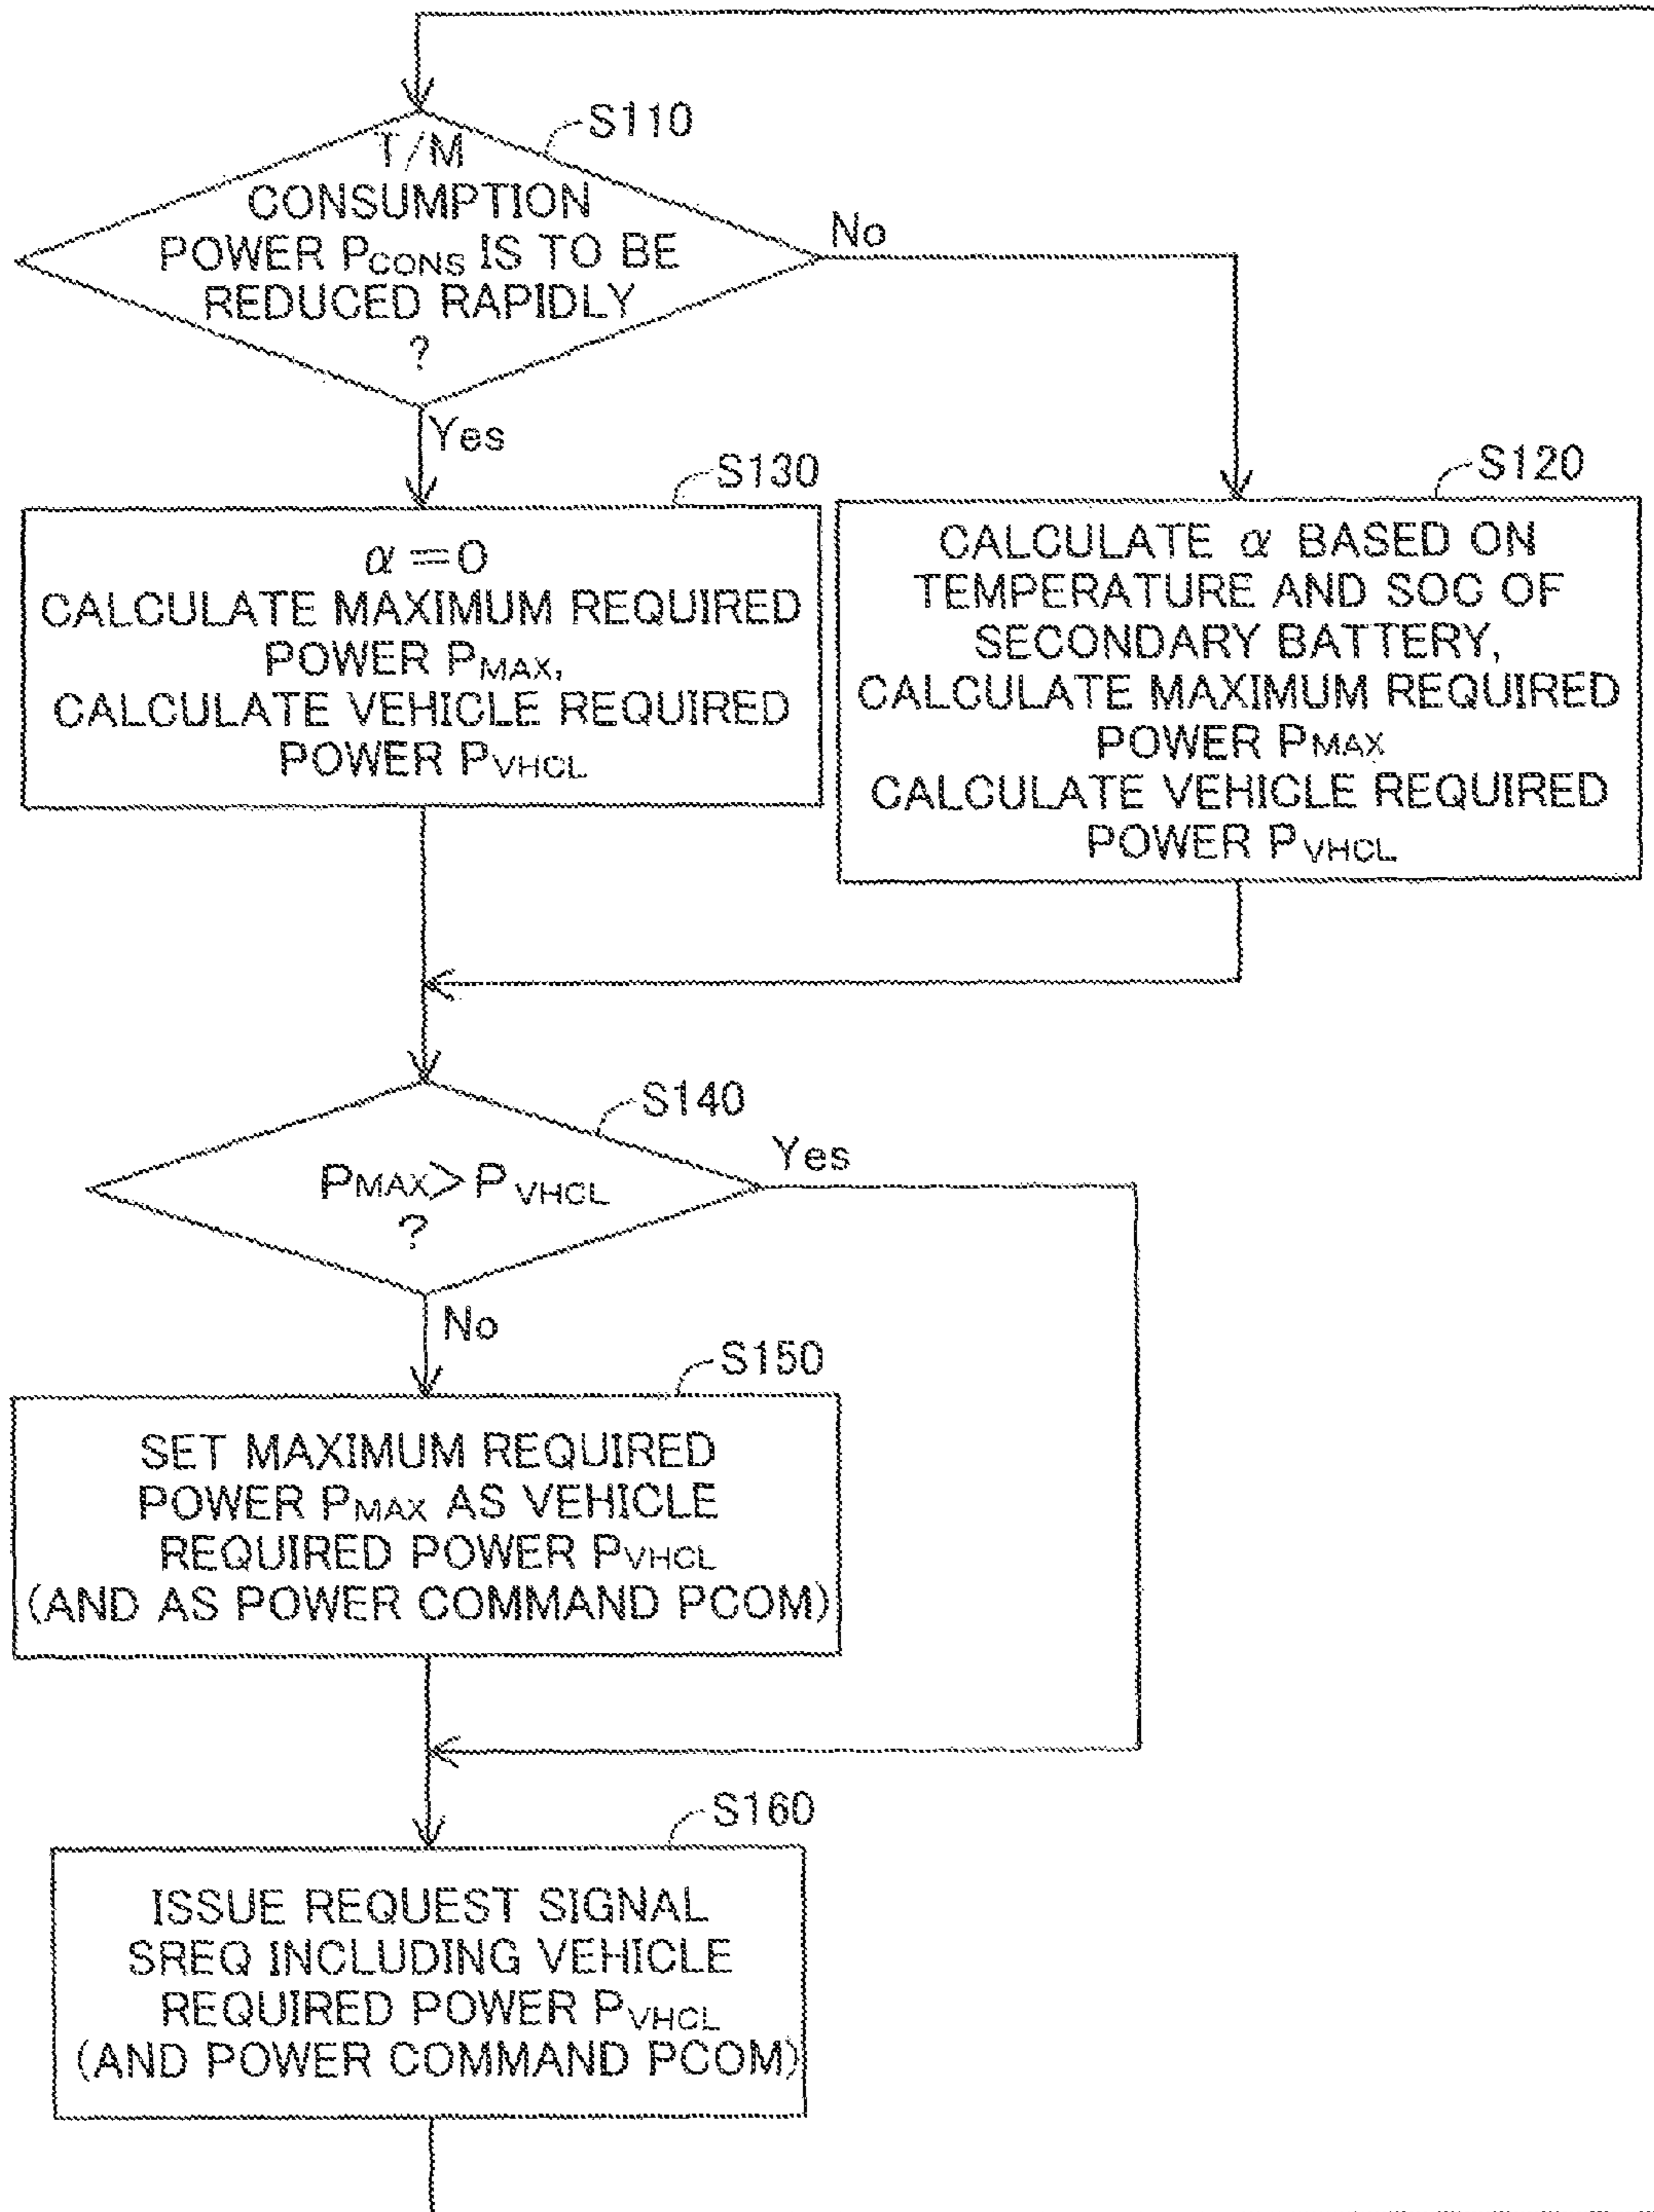 S110
T/M
CONSUMPTION
POWER PCONS IS TO BE
REDUCED RAPIDLY
?
No
Yes
S130
α=0
CALCULATE MAXIMUM REQUIRED
POWER PMAX,
CALCULATE VEHICLE REQUIRED
POWER PVHCL
S120
CALCULATE α BASED ON
TEMPERATURE AND SOC OF
SECONDARY BATTERY,
CALCULATE MAXIMUM REQUIRED
POWER PMAX
CALCULATE VEHICLE REQUIRED
POWER PVHCL
S140
PMAX>PVHCL
?
Yes
No
S150
SET MAXIMUM REQUIRED
POWER PMAX AS VEHICLE
REQUIRED POWER PVHCL
(AND AS POWER COMMAND PCOM)
S160
ISSUE REQUEST SIGNAL
SREQ INCLUDING VEHICLE
REQUIRED POWER PVHCL
(AND POWER COMMAND PCOM)